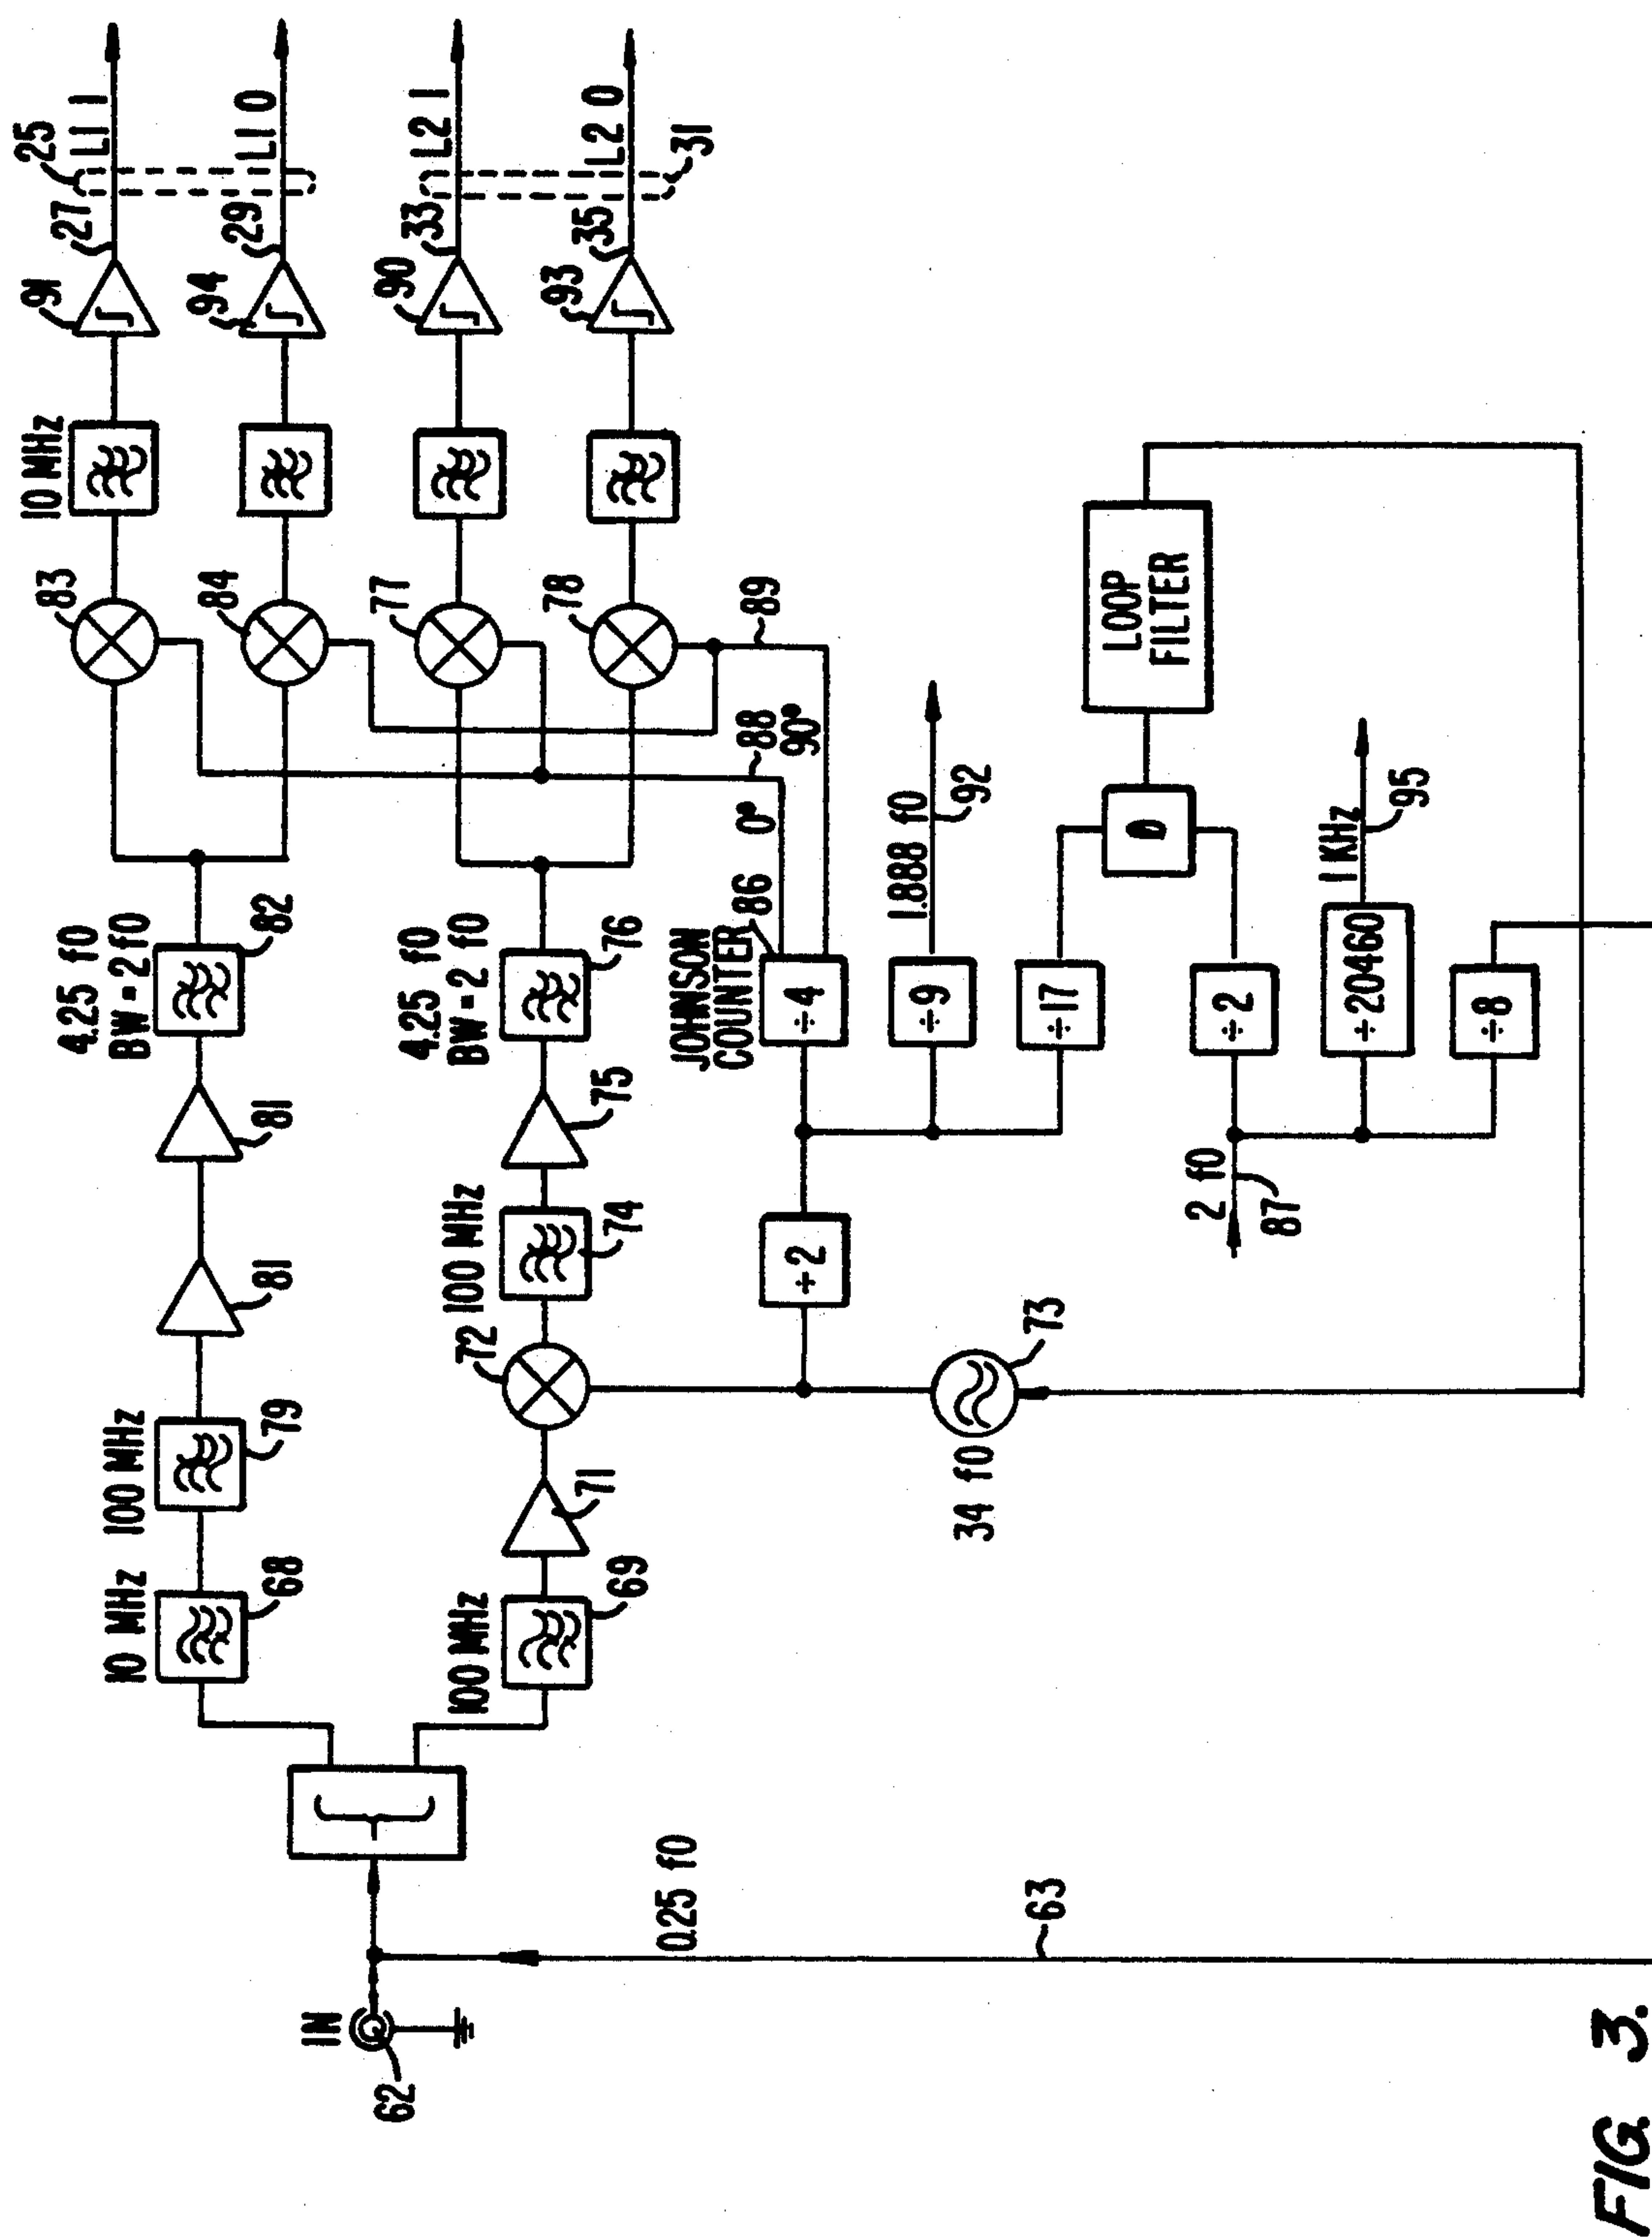 25
27
L1 I
91
10 MHz
83
4.25 f0
BW = 2 f0
82
81
81
100 MHz
79
10 MHz
68
29
L1 Q
94
84
33
L2 I
90
77
4.25 f0
BW = 2 f0
76
75
100 MHz
74
72
71
100 MHz
69
35
L2 Q
31
93
78
89
88
0°
90°
JOHNSON
COUNTER
86
÷4
÷2
1.888 f0
92
÷9
34 f0
73
÷17
LOOP
FILTER
Ø
2 f0
87
÷2
1 KHz
95
÷20460
÷8
IN
62
0.25 f0
63
FIG. 3.